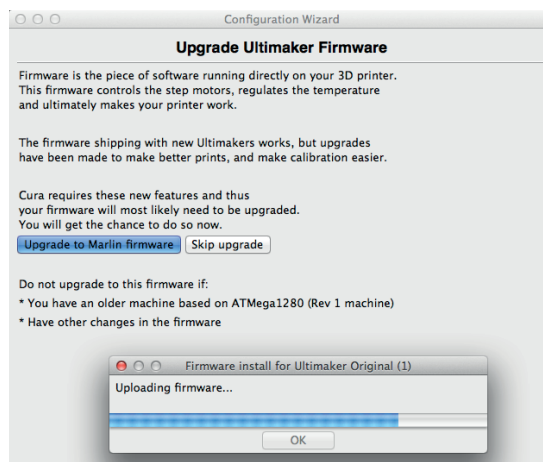 Configuration Wizard
Upgrade Ultimaker Firmware
Firmware is the piece of software running directly on your 3D printer.
This firmware controls the step motors, regulates the temperature
and ultimately makes your printer work.
The firmware shipping with new Ultimakers works, but upgrades
have been made to make better prints, and make calibration easier.
Cura requires these new features and thus
your firmware will most likely need to be upgraded.
You will get the chance to do so now.
Upgrade to Marlin firmware Skip upgrade
Do not upgrade to this firmware if:
* You have an older machine based on ATMega1280 (Rev 1 machine)
* Have other changes in the firmware
Firmware install for Ultimaker Original (1)
Uploading firmware...
OK